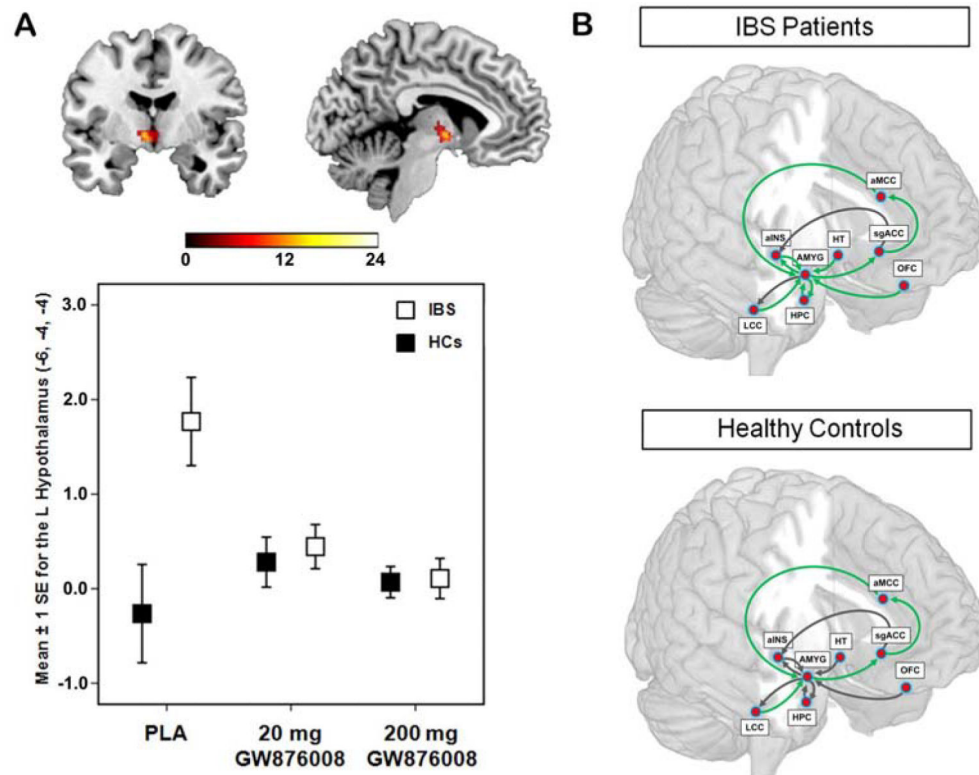 A
0
12
24
Mean ± 1 SE for the L Hypothalamus (-6, -4, -4)
3.0
2.0
1.0
0.0
-1.0
IBS
HCs
PLA
20 mg
GW876008
200 mg
GW876008
B
IBS Patients
aMCC
aINS
HT
sgACC
AMYG
OFC
LCC
HPC
Healthy Controls
aMCC
aINS
HT
sgACC
AMYG
OFC
LCC
HPC